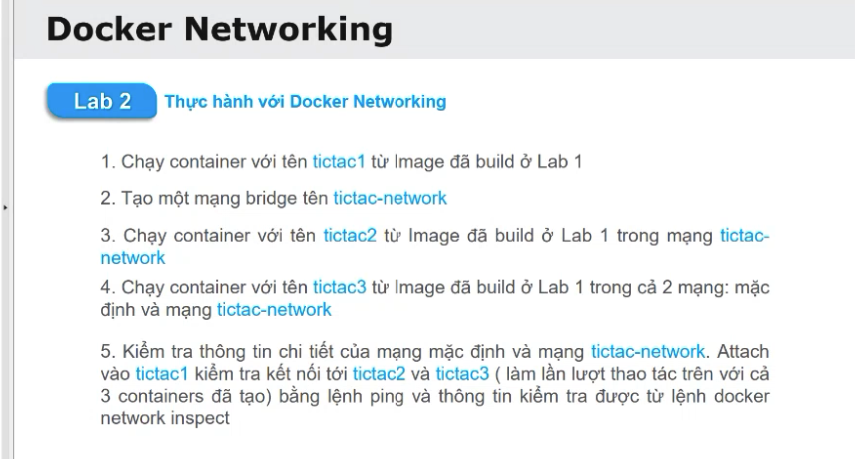 Docker Networking
Lab 2 Thực hành với Docker Networking
1. Chạy container với tên tictac1 từ Image đã build ở Lab 1
2. Tạo một mạng bridge tên tictac-network
3. Chạy container với tên tictac2 từ Image đã build ở Lab 1 trong mạng tictac-
network
4. Chạy container với tên tictac3 từ Image đã build ở Lab 1 trong cả 2 mạng: mặc
định và mạng tictac-network
5. Kiểm tra thông tin chi tiết của mạng mặc định và mạng tictac-network. Attach
vào tictac1 kiểm tra kết nối tới tictac2 và tictac3 ( làm lần lượt thao tác trên với cả
3 containers đã tạo) bằng lệnh ping và thông tin kiểm tra được từ lệnh docker
network inspect